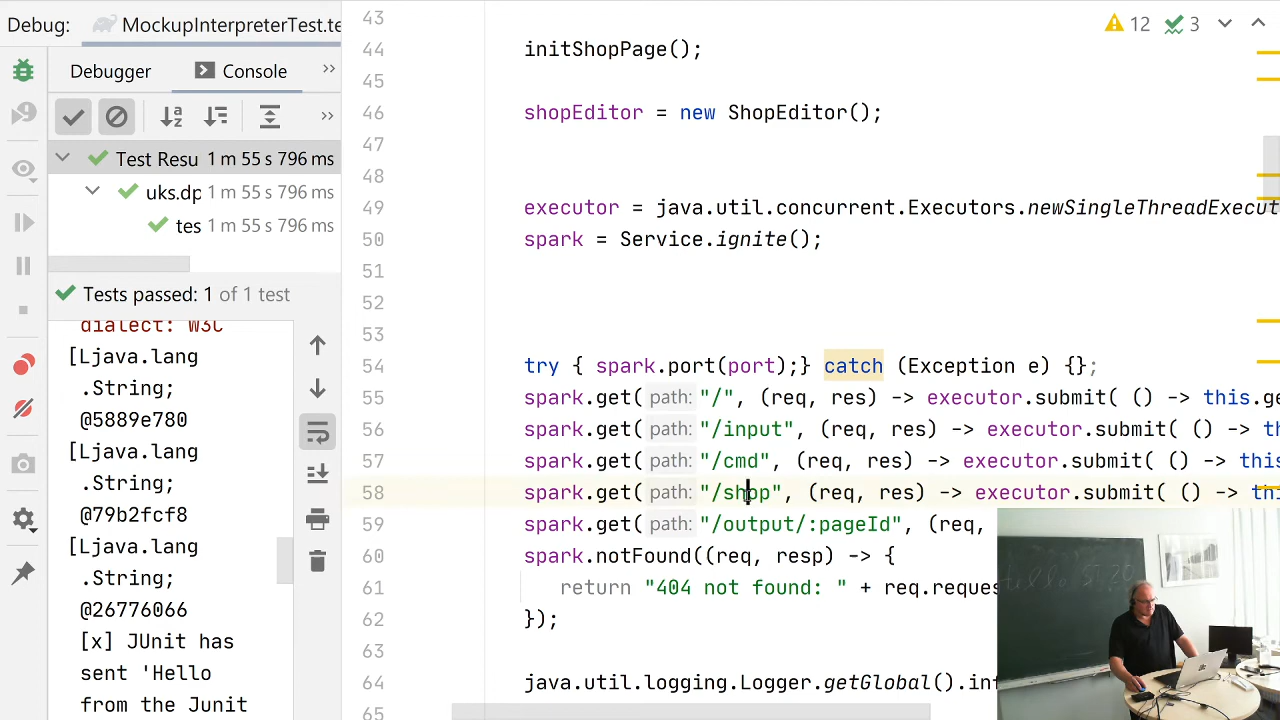 Debug:
MockupInterpreterTest.te
Debugger
Console
Test Resu 1 m 55 s 796 ms
uks.dp 1 m 55 s 796 ms
tes 1 m 55 s 796 ms
Tests passed: 1 of 1 test
dialect: W3C
[Ljava.lang
.String;
@5889e780
[Ljava.lang
.String;
@79b2fcf8
[Ljava.lang
.String;
@26776066
[x] JUnit has
sent 'Hello
from the Junit
12 3
43
44 initShopPage();
45
46 shopEditor = new ShopEditor();
47
48
49 executor = java.util.concurrent.Executors.newSingleThreadExecut
50 spark = Service.ignite();
51
52
53
54 try { spark.port(port);} catch (Exception e) {};
55 spark.get( path: "/", (req, res) -> executor.submit( () -> this.ge
56 spark.get( path: "/input", (req, res) -> executor.submit( () -> th
57 spark.get( path: "/cmd", (req, res) -> executor.submit( () -> this
58 spark.get( path: "/shop", (req, res) -> executor.submit( () -> thi
59 spark.get( path: "/output/:pageId", (req,
60 spark.notFound((req, resp) -> {
61 return "404 not found: " + req.reques
62 });
63
64 java.util.logging.Logger.getGlobal().in
65
Hello